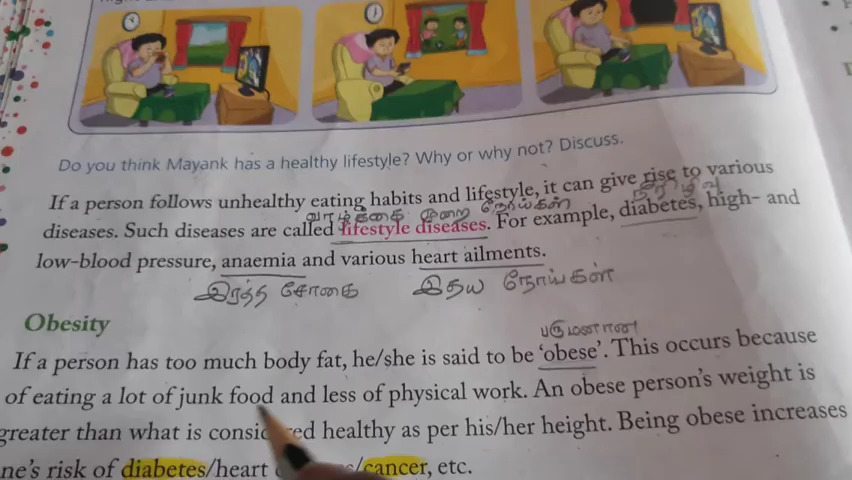 Do you think Mayank has a healthy lifestyle? Why or why not? Discuss.
If a person follows unhealthy eating habits and lifestyle, it can give rise to various
நீரிழிவு
வாழ்க்கை முறை நோய்கள்
diseases. Such diseases are called lifestyle diseases. For example, diabetes, high- and
low-blood pressure, anaemia and various heart ailments.
இரத்த சோகை இதய நோய்கள்
Obesity
பருமனான
If a person has too much body fat, he/she is said to be ‘obese’. This occurs because
of eating a lot of junk food and less of physical work. An obese person's weight is
greater than what is considered healthy as per his/her height. Being obese increases
ne's risk of diabetes/heart /cancer, etc.